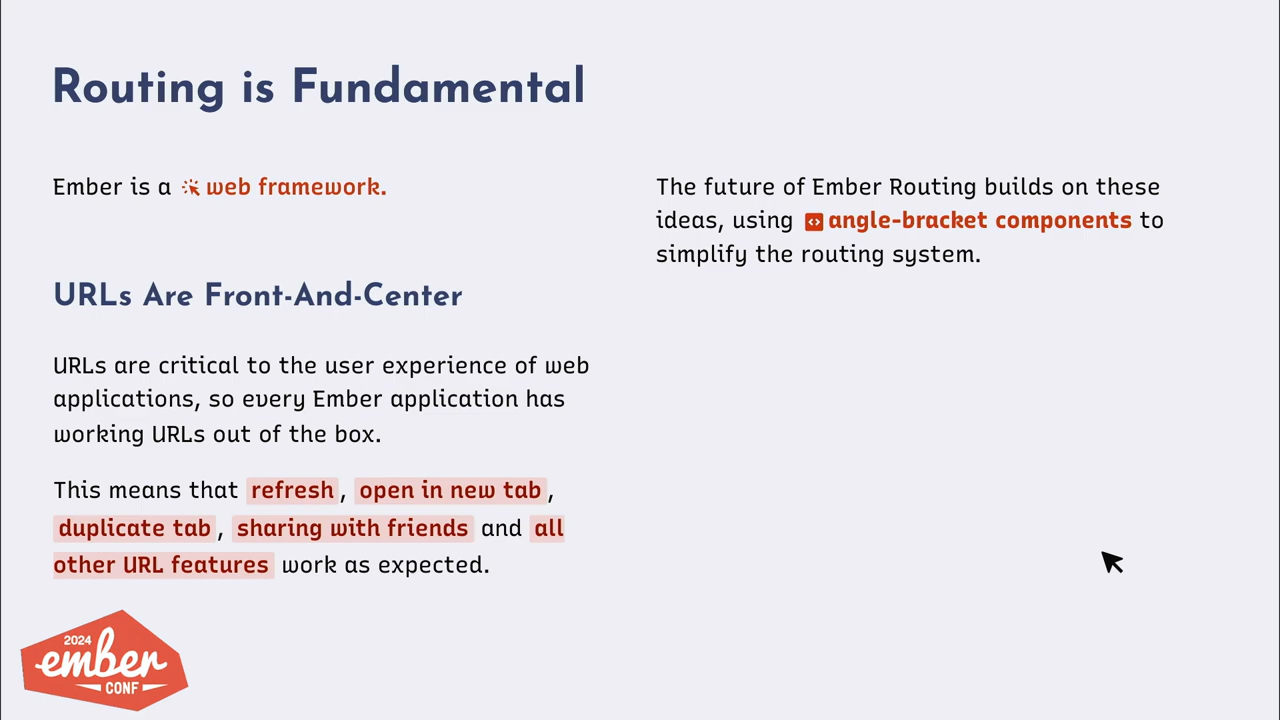 Routing is Fundamental
Ember is a web framework.
URLs Are Front-And-Center
URLs are critical to the user experience of web
applications, so every Ember application has
working URLs out of the box.
This means that refresh, open in new tab,
duplicate tab, sharing with friends and all
other URL features work as expected.
The future of Ember Routing builds on these
ideas, using angle-bracket components to
simplify the routing system.
2024
ember
CONF